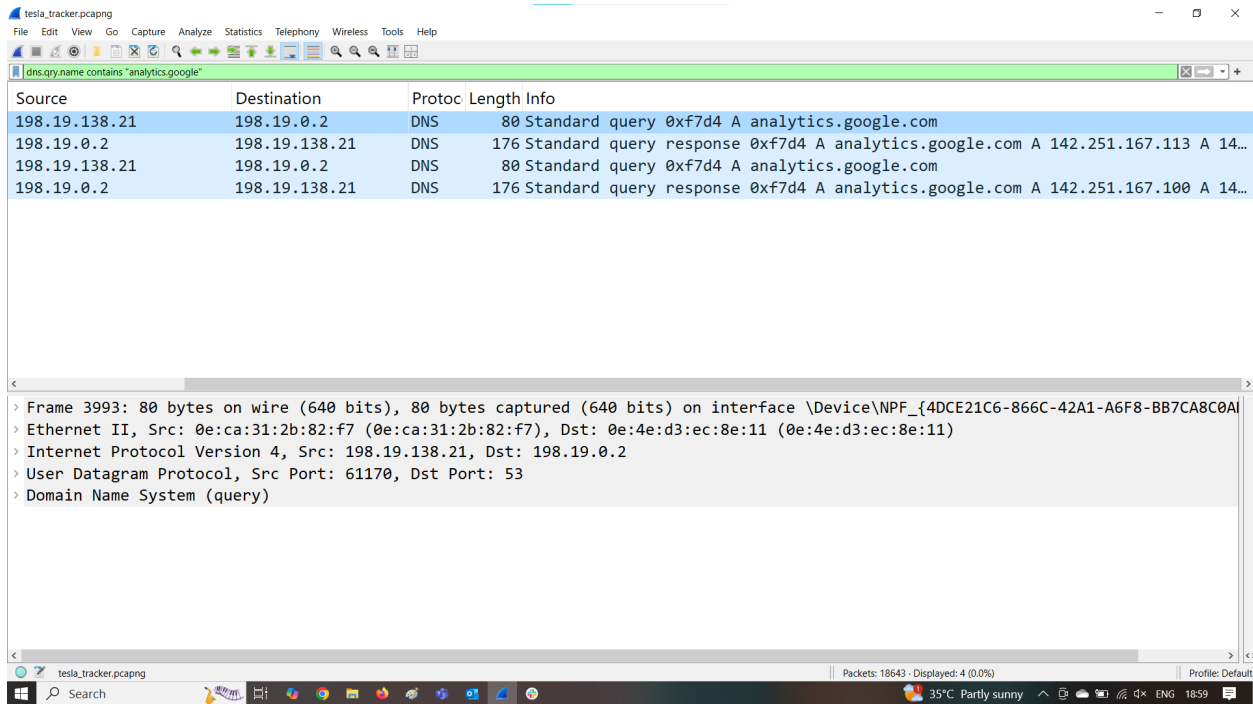 tesla_tracker.pcapng
File Edit View Go Capture Analyze Statistics Telephony Wireless Tools Help
dns.qry.name contains "analytics.google"
Source Destination Protoc Length Info
198.19.138.21 198.19.0.2 DNS 80 Standard query 0xf7d4 A analytics.google.com
198.19.0.2 198.19.138.21 DNS 176 Standard query response 0xf7d4 A analytics.google.com A 142.251.167.113 A 14…
198.19.138.21 198.19.0.2 DNS 80 Standard query 0xf7d4 A analytics.google.com
198.19.0.2 198.19.138.21 DNS 176 Standard query response 0xf7d4 A analytics.google.com A 142.251.167.100 A 14…
Frame 3993: 80 bytes on wire (640 bits), 80 bytes captured (640 bits) on interface \Device\NPF_{4DCE21C6-866C-42A1-A6F8-BB7CA8C0A
Ethernet II, Src: 0e:ca:31:2b:82:f7 (0e:ca:31:2b:82:f7), Dst: 0e:4e:d3:ec:8e:11 (0e:4e:d3:ec:8e:11)
Internet Protocol Version 4, Src: 198.19.138.21, Dst: 198.19.0.2
User Datagram Protocol, Src Port: 61170, Dst Port: 53
Domain Name System (query)
tesla_tracker.pcapng Packets: 18643 · Displayed: 4 (0.0%) Profile: Default
Search 1 35°C Partly sunny ENG 18:59